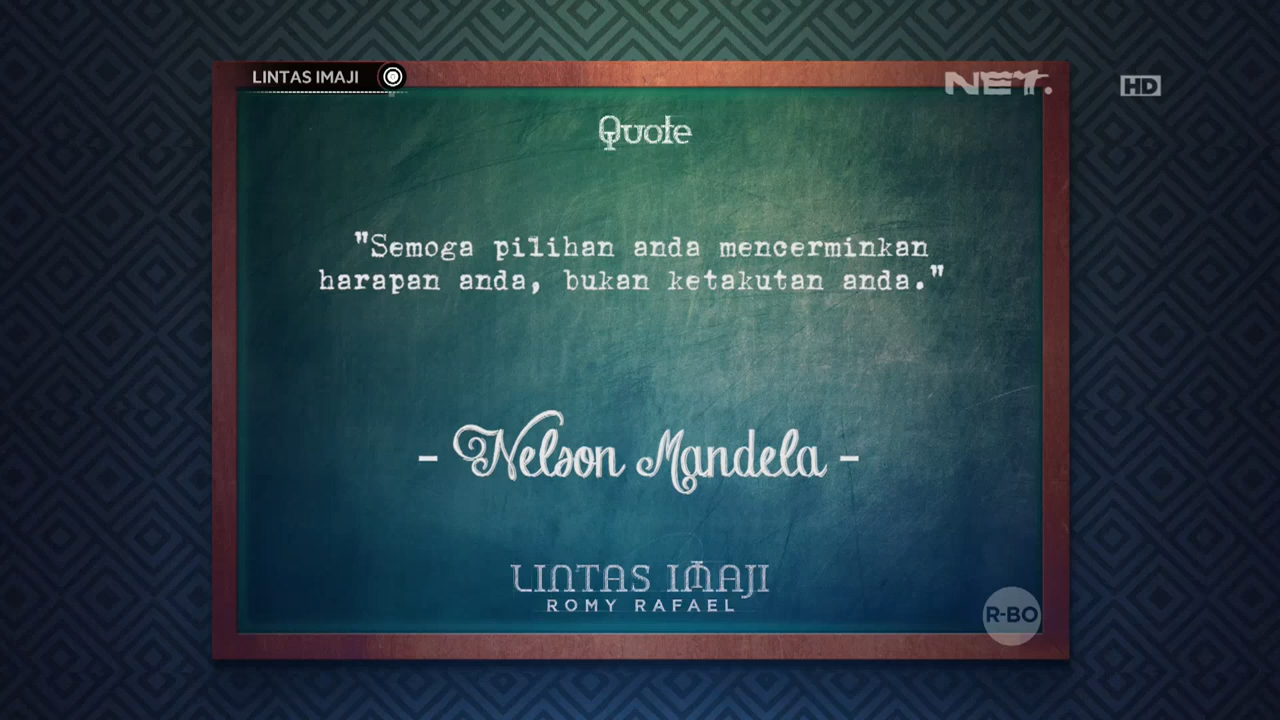 LINTAS IMAJI
NET.
HD
Quote
"Semoga pilihan anda mencerminkan
harapan anda, bukan ketakutan anda."
- Nelson Mandela -
LINTAS IMAJI
ROMY RAFAEL
R-BO